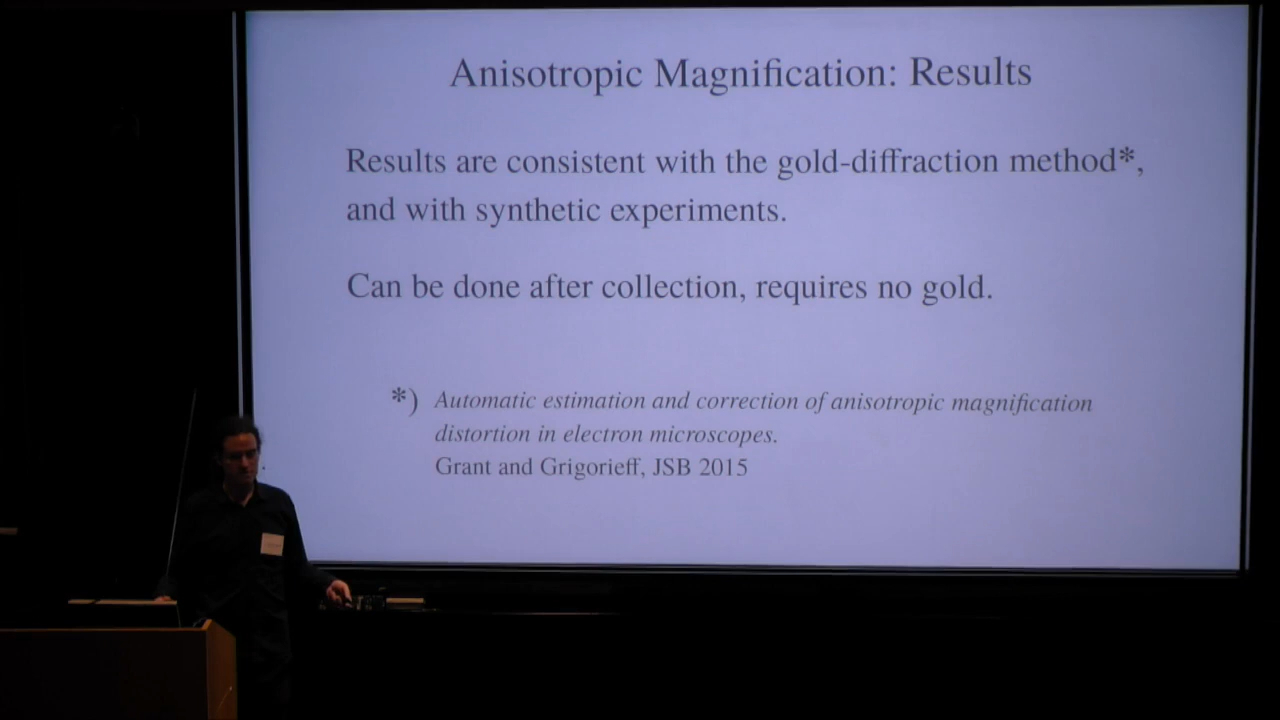 Anisotropic Magnification: Results
Results are consistent with the gold-diffraction method*,
and with synthetic experiments.
Can be done after collection, requires no gold.
*) Automatic estimation and correction of anisotropic magnification
distortion in electron microscopes.
Grant and Grigorieff, JSB 2015